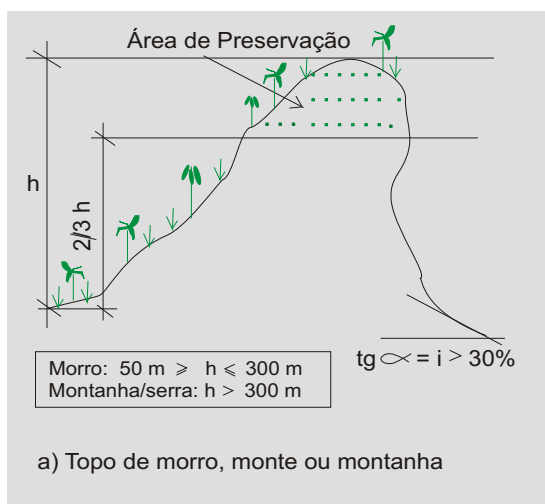 Área de Preservação
h
2/3 h
tg ∝ = i > 30%
Morro: 50 m ⩾ h ⩽ 300 m
Montanha/serra: h > 300 m
a) Topo de morro, monte ou montanha